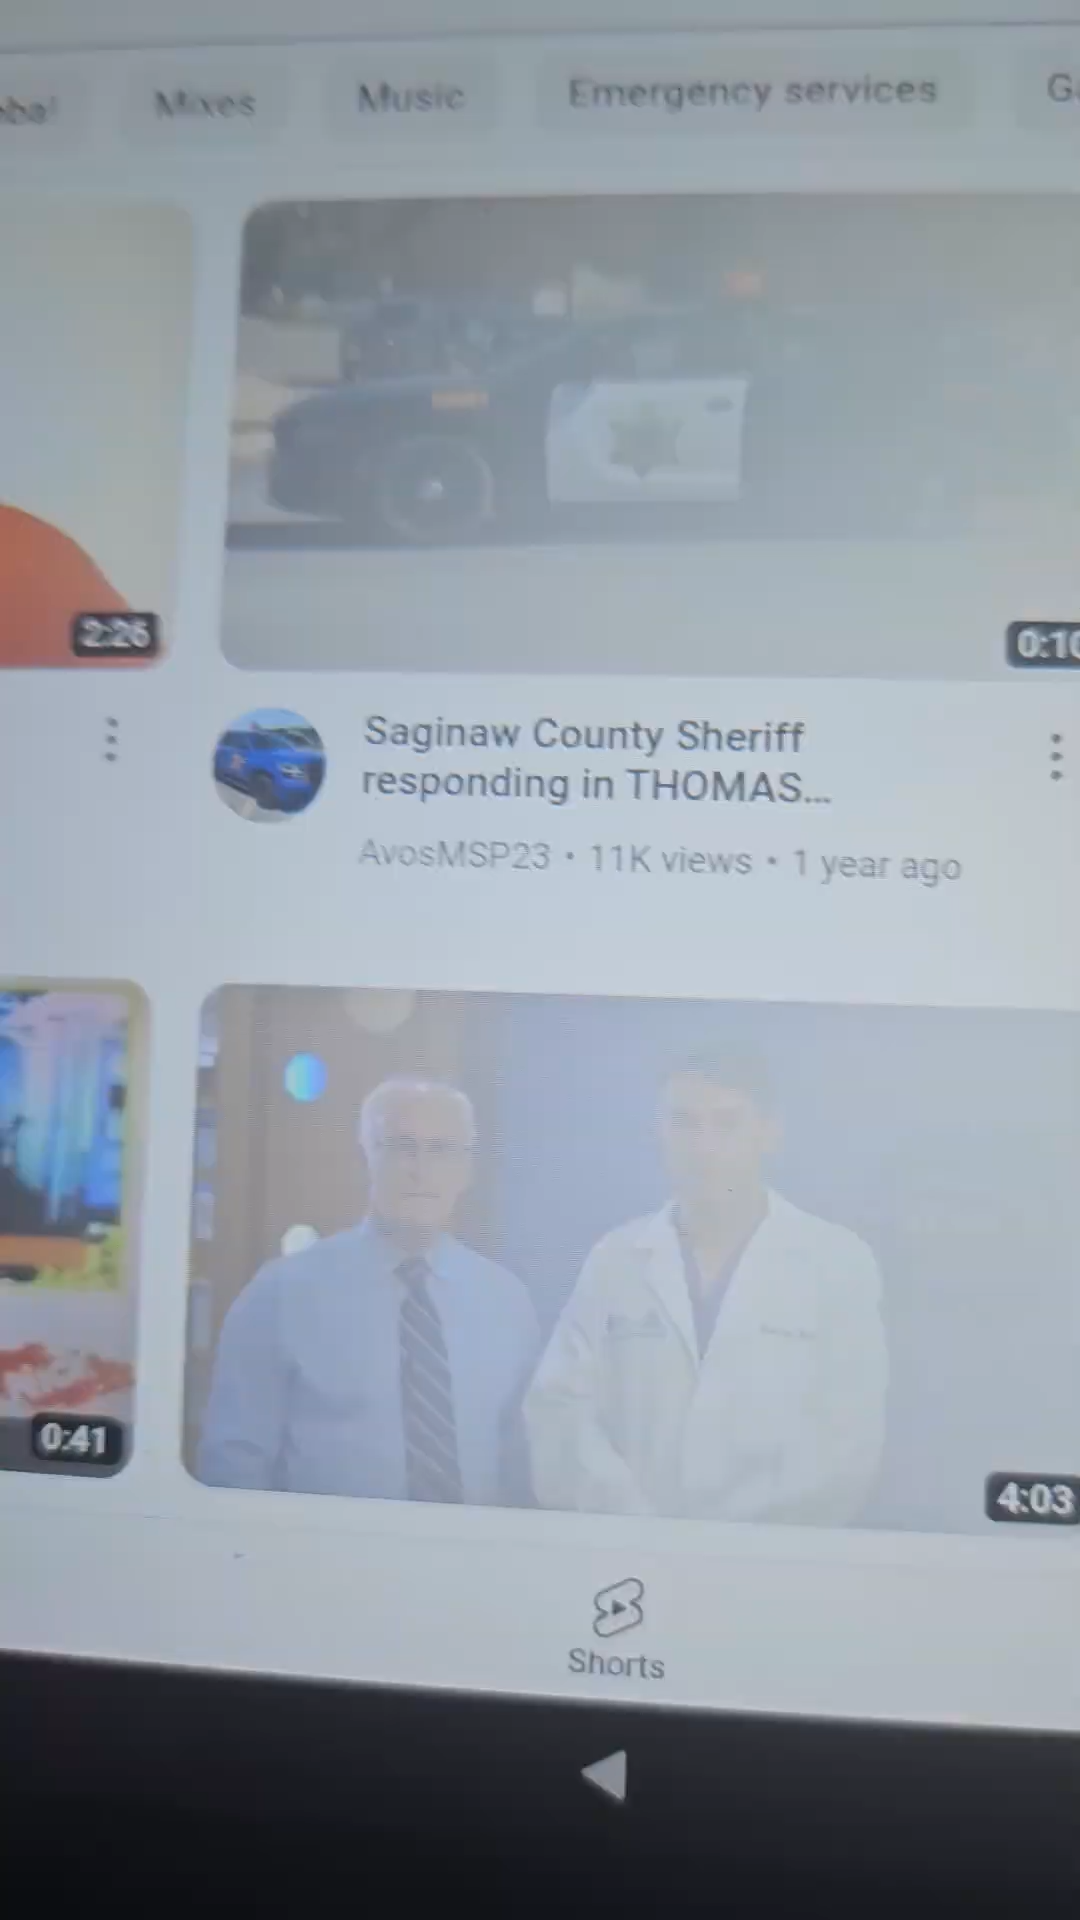 Mixes
Music
Emergency services
2:26
0:10
Saginaw County Sheriff
responding in THOMAS...
AvosMSP23 • 11K views • 1 year ago
0:41
4:03
Shorts